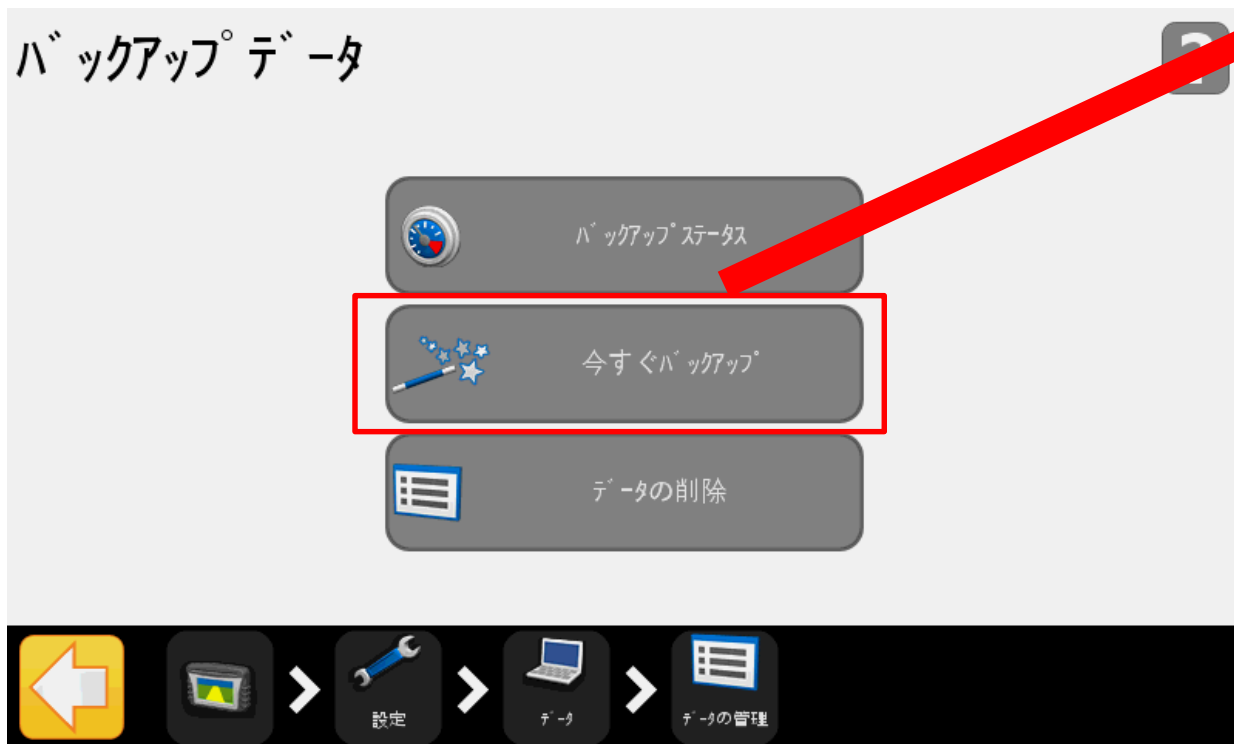 バックアップデータ
バックアップステータス
今すぐバックアップ
データの削除
設定
データ
データの管理